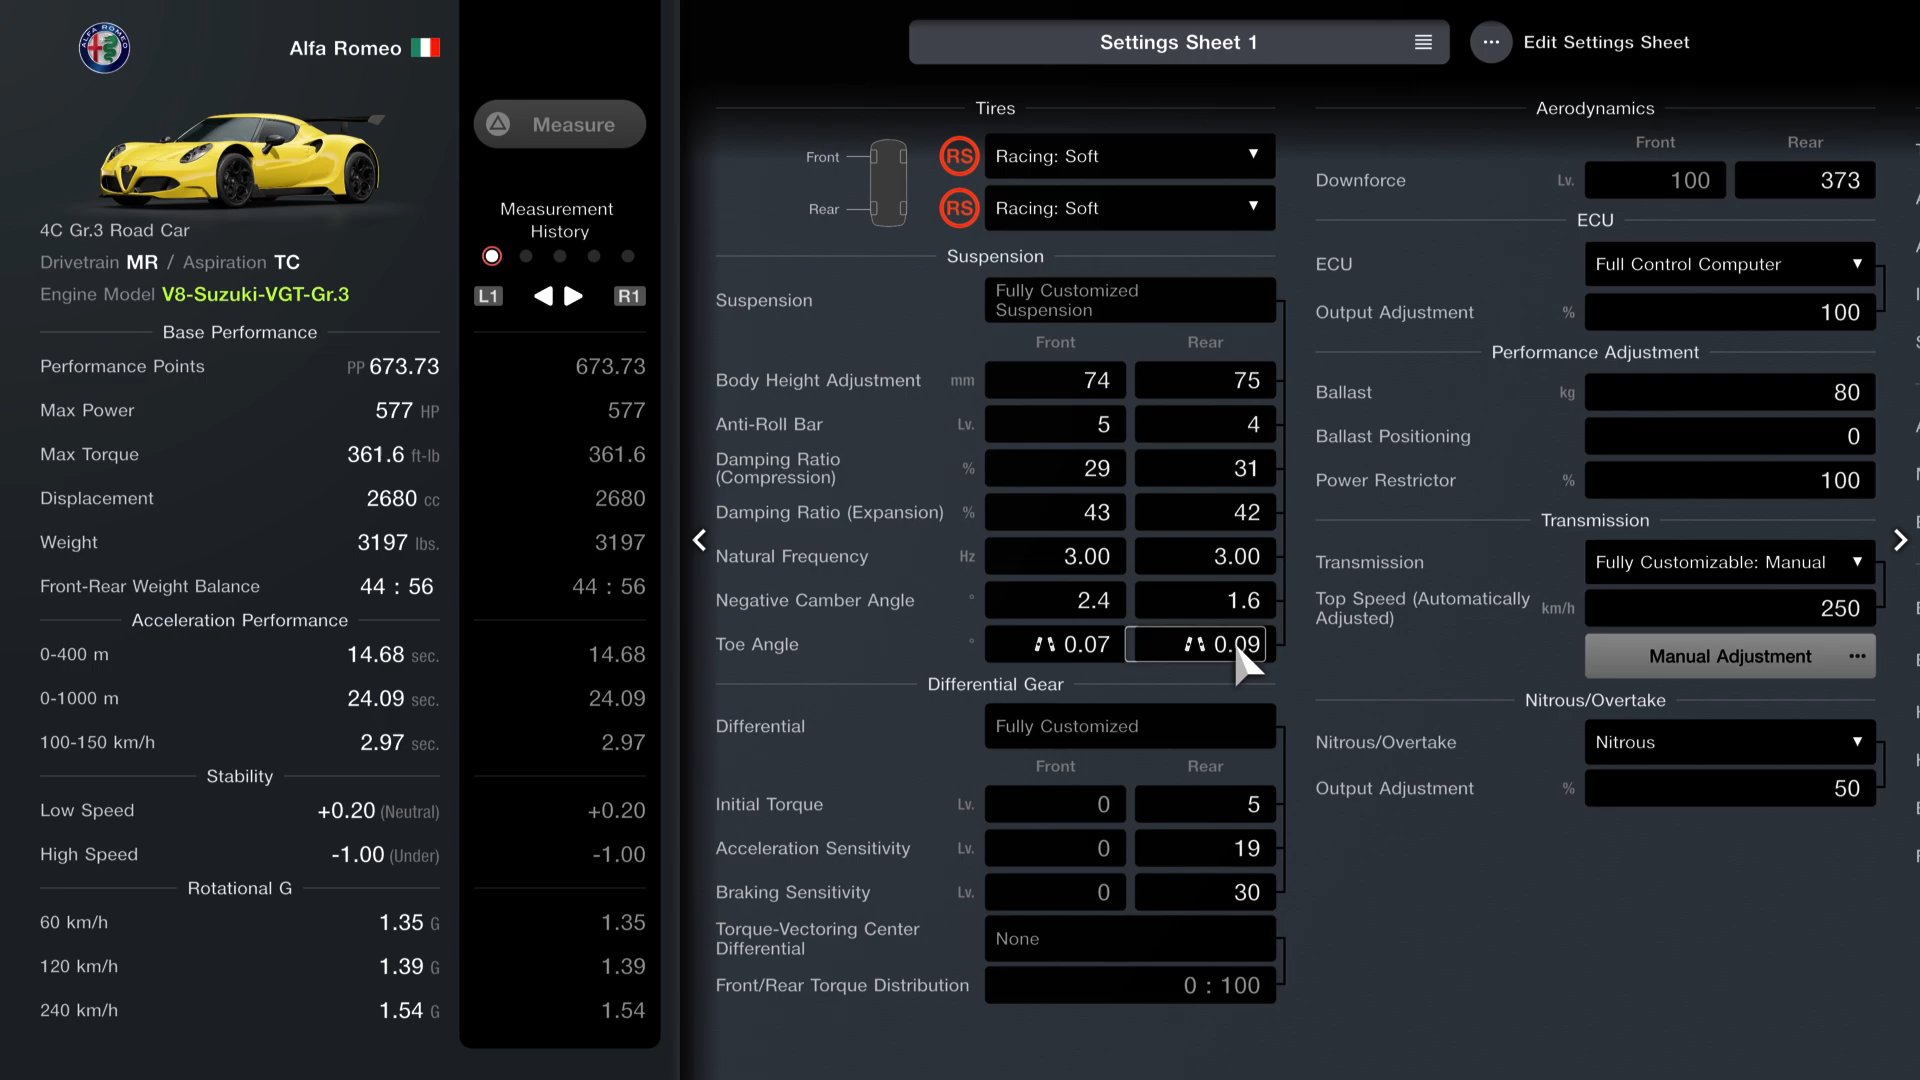 Alfa Romeo
4C Gr.3 Road Car
Drivetrain MR / Aspiration TC
Engine Model V8-Suzuki-VGT-Gr.3
Base Performance
Performance Points PP 673.73
Max Power 577 HP
Max Torque 361.6 ft-lb
Displacement 2680 cc
Weight 3197 lbs.
Front-Rear Weight Balance 44 : 56
Acceleration Performance
0-400 m 14.68 sec.
0-1000 m 24.09 sec.
100-150 km/h 2.97 sec.
Stability
Low Speed +0.20 (Neutral)
High Speed -1.00 (Under)
Rotational G
60 km/h 1.35 G
120 km/h 1.39 G
240 km/h 1.54 G
Measure
Measurement
History
L1 R1
673.73
577
361.6
2680
3197
44 : 56
14.68
24.09
2.97
+0.20
-1.00
1.35
1.39
1.54
Settings Sheet 1
Edit Settings Sheet
Tires
Front RS Racing: Soft
Rear RS Racing: Soft
Suspension
Suspension Fully Customized
Suspension
Front Rear
Body Height Adjustment mm 74 75
Anti-Roll Bar Lv. 5 4
Damping Ratio
(Compression) % 29 31
Damping Ratio (Expansion) % 43 42
Natural Frequency Hz 3.00 3.00
Negative Camber Angle ° 2.4 1.6
Toe Angle ° 0.07 0.09
Differential Gear
Differential Fully Customized
Front Rear
Initial Torque Lv. 0 5
Acceleration Sensitivity Lv. 0 19
Braking Sensitivity Lv. 0 30
Torque-Vectoring Center
Differential None
Front/Rear Torque Distribution 0 : 100
Aerodynamics
Front Rear
Downforce Lv. 100 373
ECU
ECU Full Control Computer
Output Adjustment % 100
Performance Adjustment
Ballast kg 80
Ballast Positioning 0
Power Restrictor % 100
Transmission
Transmission Fully Customizable: Manual
Top Speed (Automatically
Adjusted) km/h 250
Manual Adjustment
Nitrous/Overtake
Nitrous/Overtake Nitrous
Output Adjustment % 50